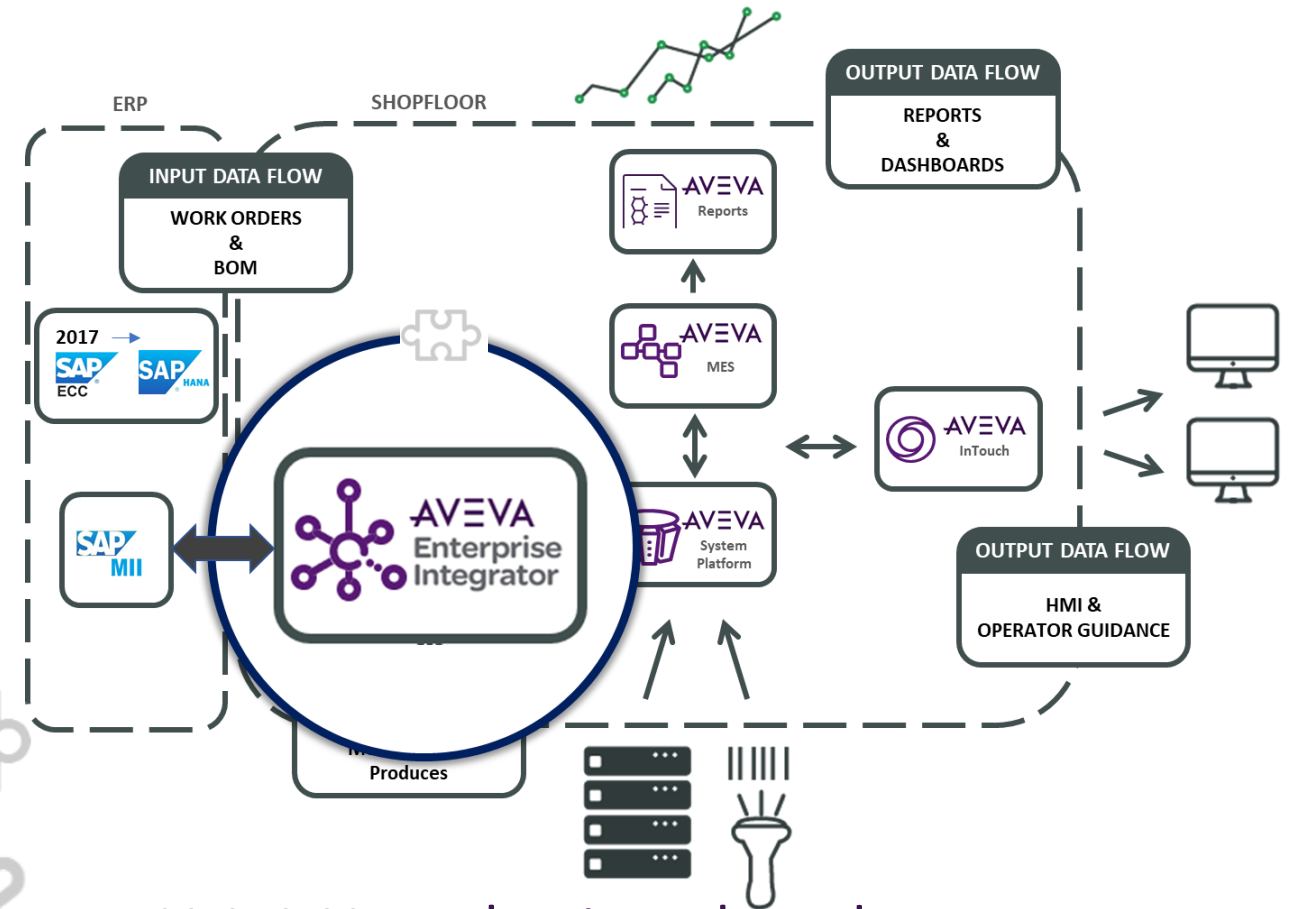 ERP
SHOPFLOOR
OUTPUT DATA FLOW
REPORTS
&
DASHBOARDS
INPUT DATA FLOW
WORK ORDERS
&
BOM
AVEVA
Reports
2017
SAP
ECC
SAP
HANA
AVEVA
MES
AVEVA
InTouch
SAP
MII
AVEVA
Enterprise
Integrator
AVEVA
System
Platform
OUTPUT DATA FLOW
HMI &
OPERATOR GUIDANCE
Produces